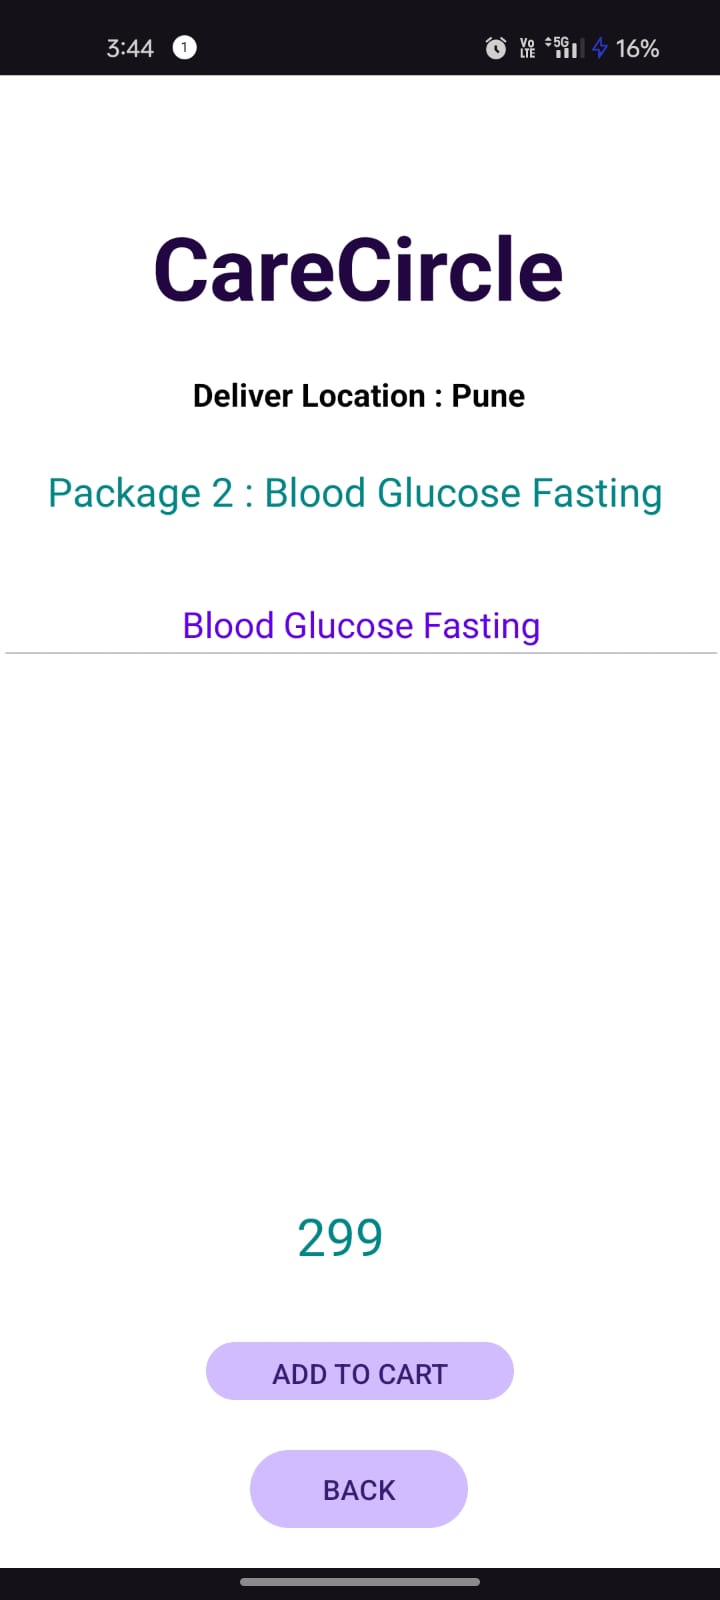 3:44 1 Vo LTE 5G 16%
CareCircle
Deliver Location : Pune
Package 2 : Blood Glucose Fasting
Blood Glucose Fasting
299
ADD TO CART
BACK